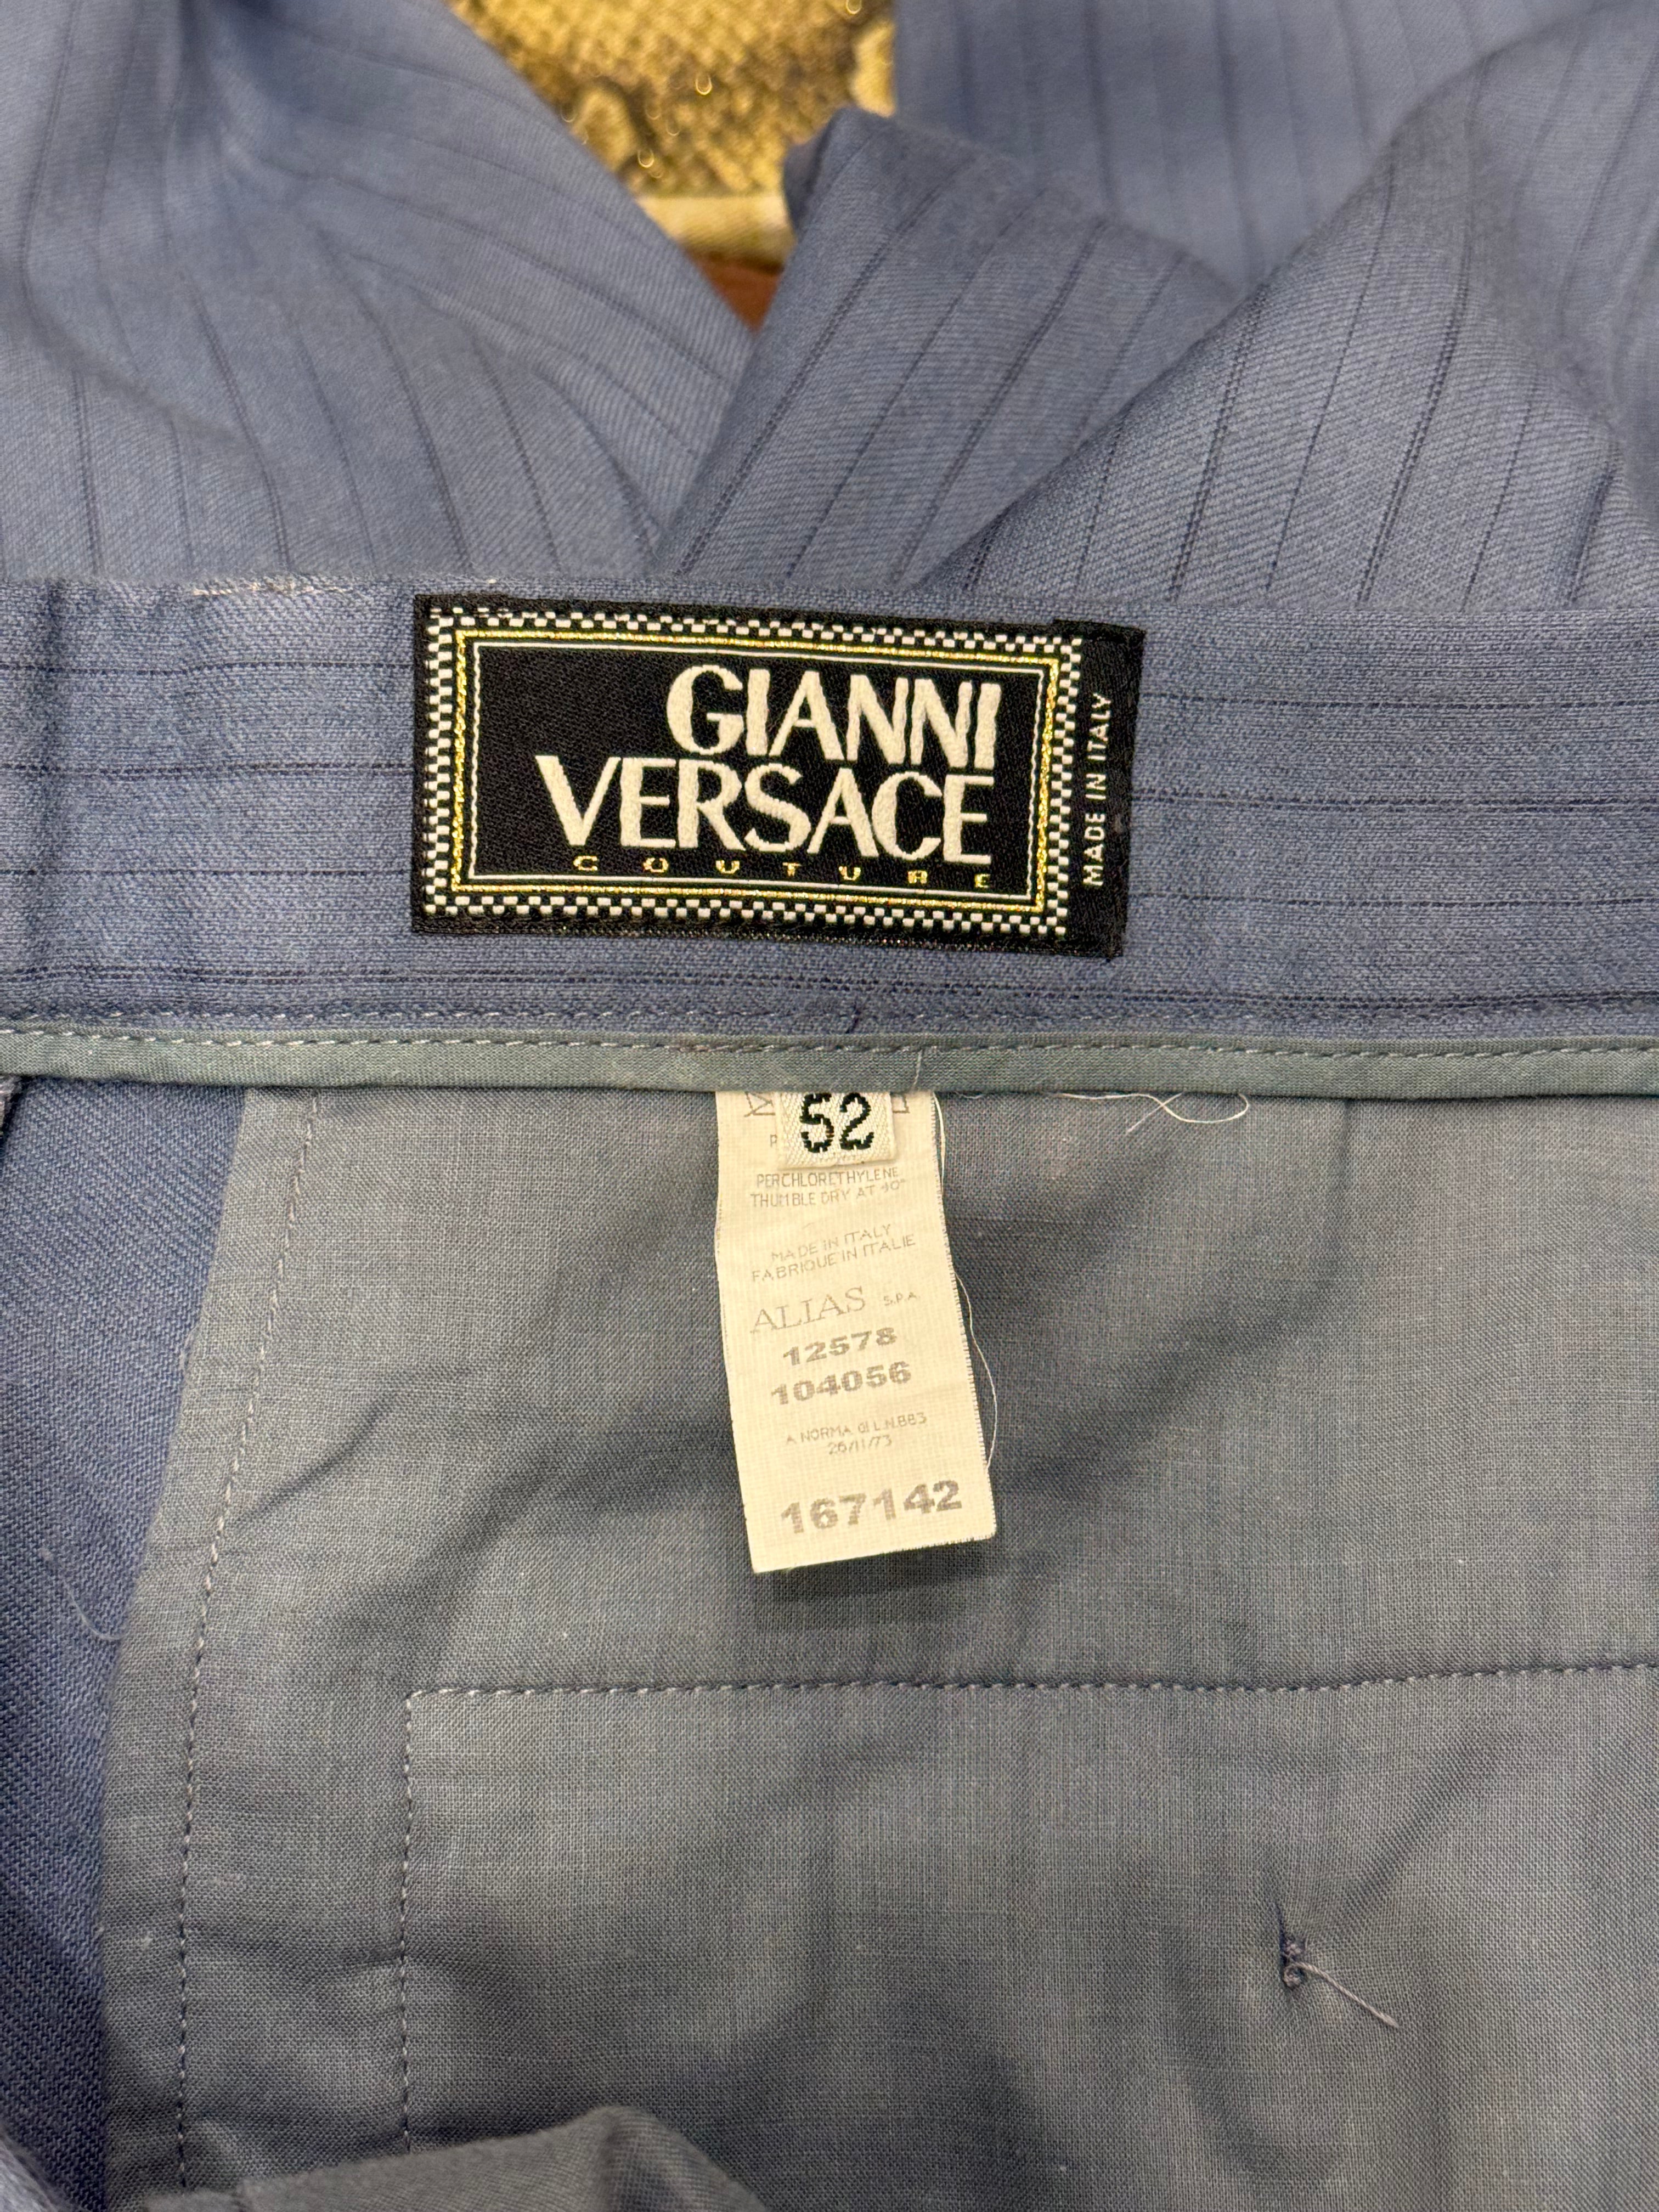 GIANNI
VERSACE
COUTURE
MADE IN ITALY
52
P
PERCHLORETHYLENE
THUMBLE DRY AT 40°
MADE IN ITALY
FABRIQUE IN ITALIE
ALIAS S.P.A.
12578
104056
A NORMA DI L.N.883
26/11/73
167142